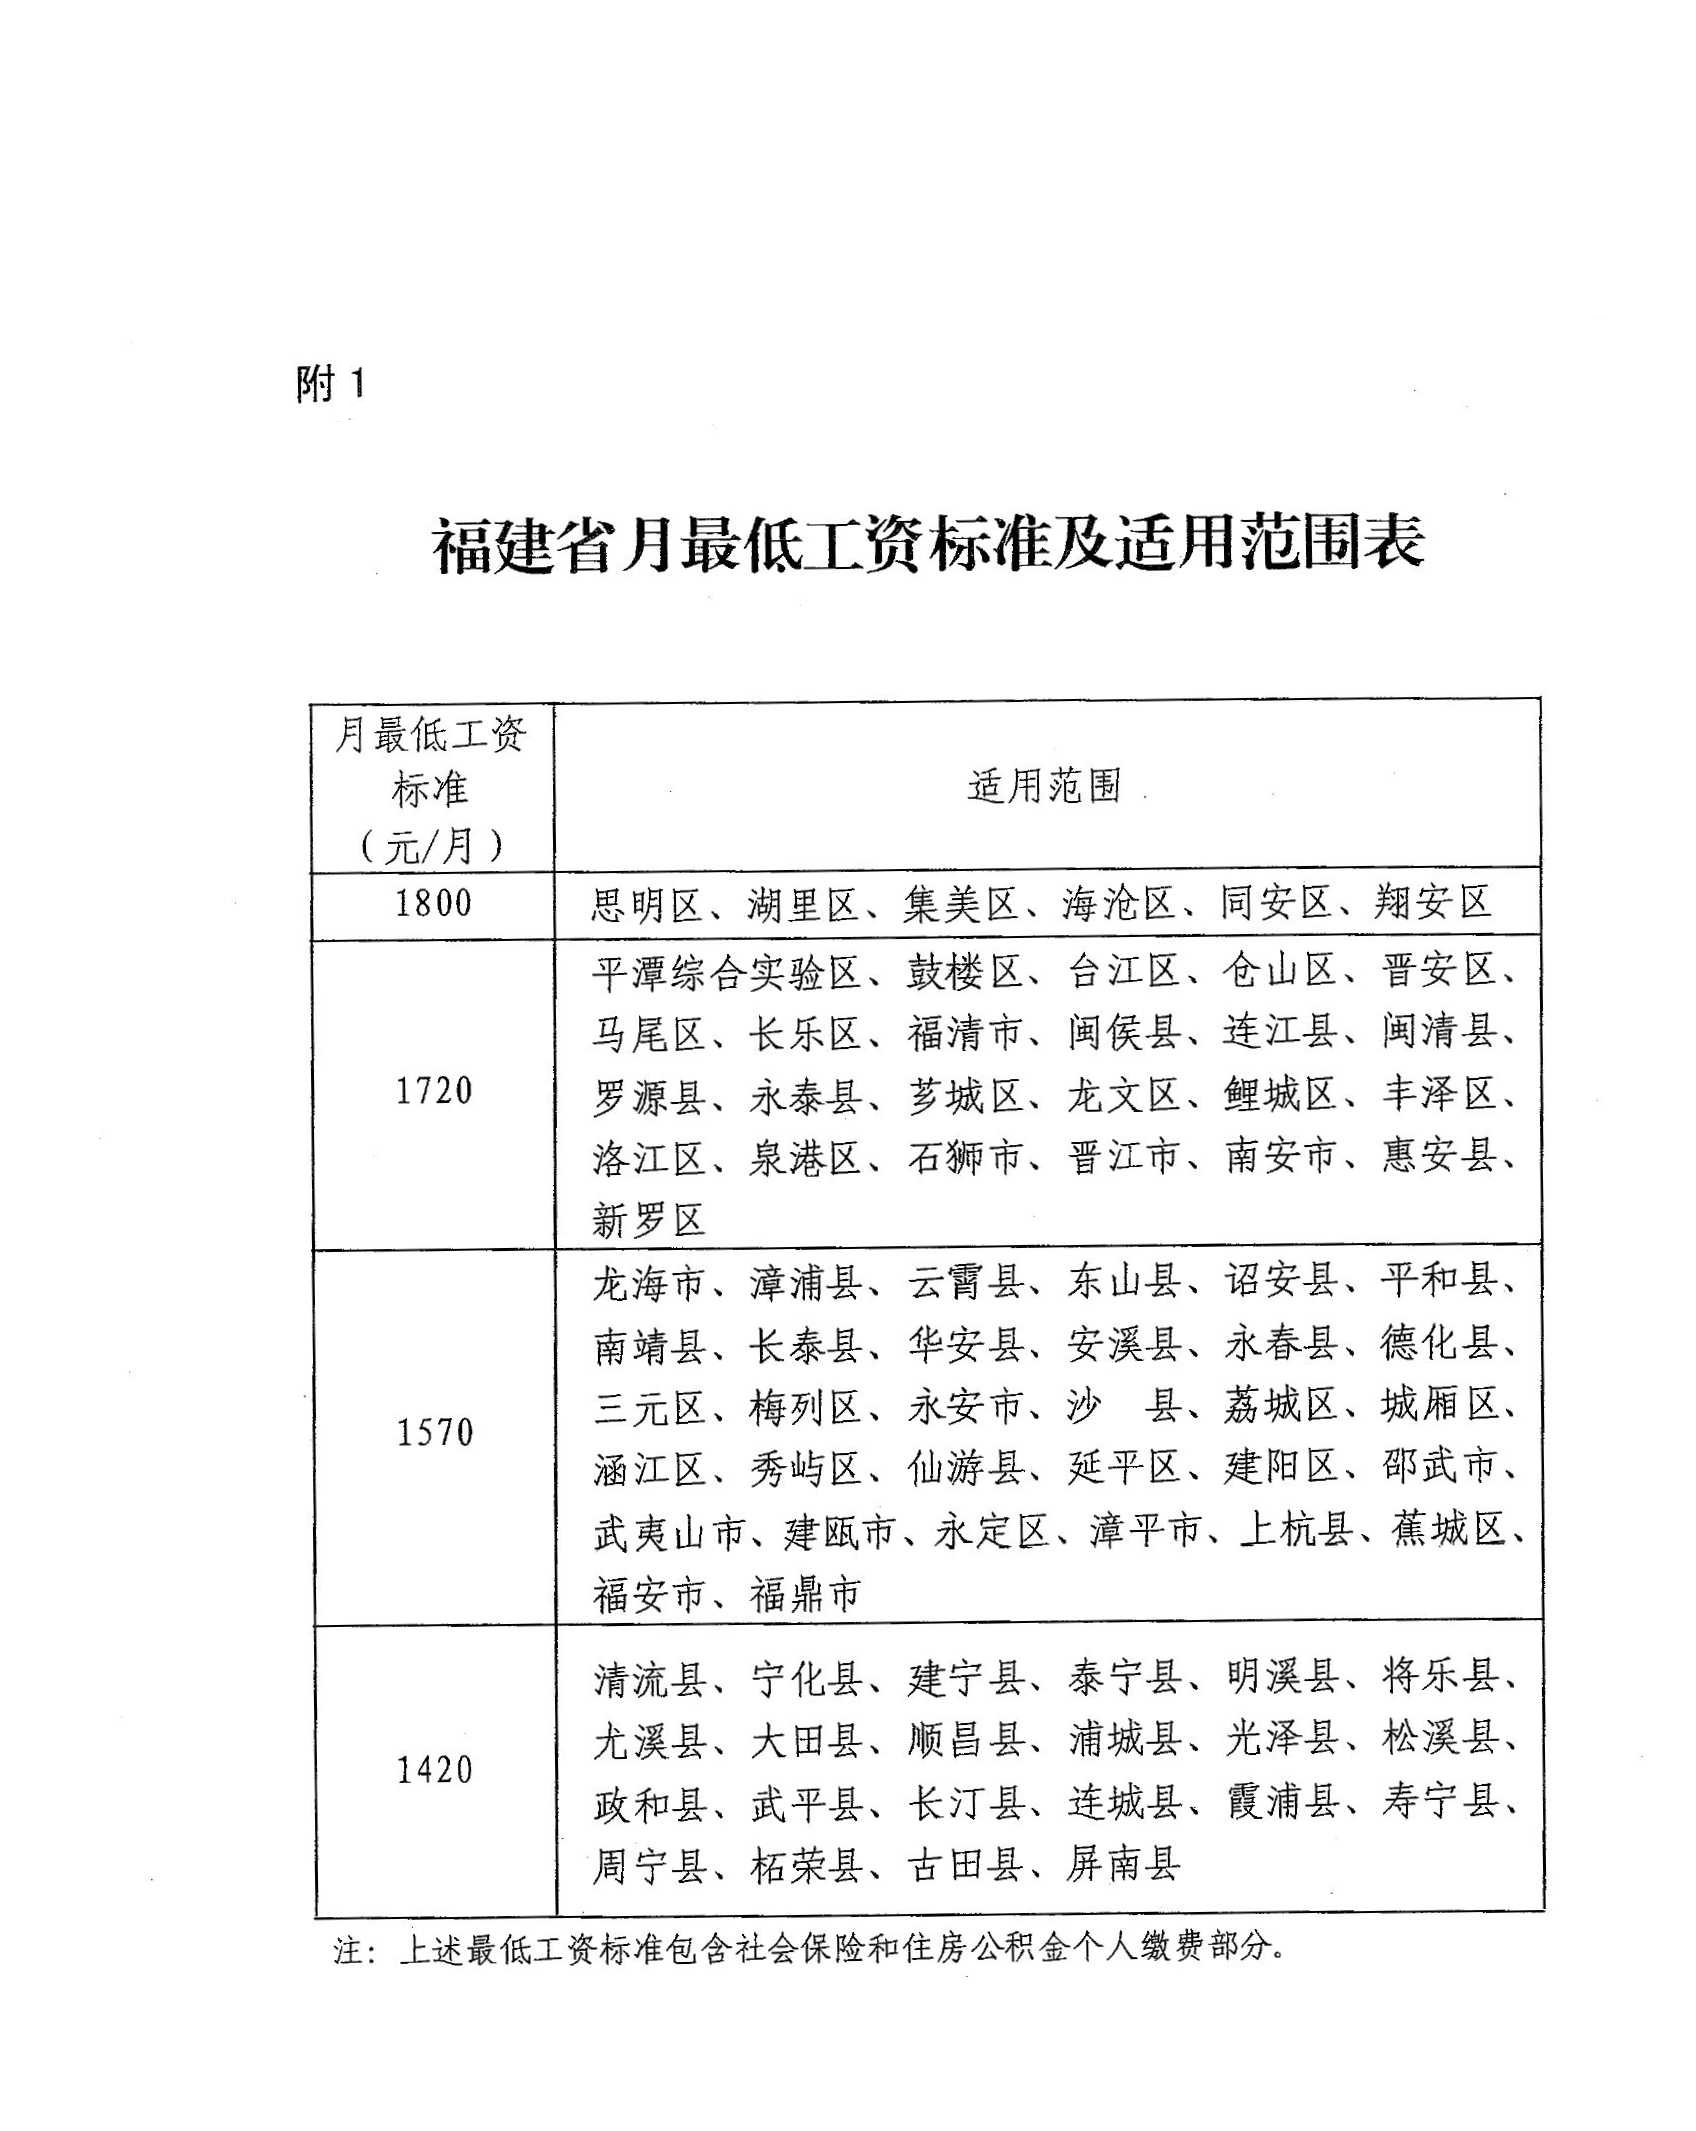 附 1
福建省月最低工资标准及适用范围表
月最低工资
标准
（元/月）
适用范围
1800
思明区、湖里区、集美区、海沧区、同安区、翔安区
1720
平潭综合实验区、鼓楼区、台江区、仓山区、晋安区、
马尾区、长乐区、福清市、闽侯县、连江县、闽清县、
罗源县、永泰县、芗城区、龙文区、鲤城区、丰泽区、
洛江区、泉港区、石狮市、晋江市、南安市、惠安县、
新罗区
1570
龙海市、漳浦县、云霄县、东山县、诏安县、平和县、
南靖县、长泰县、华安县、安溪县、永春县、德化县、
三元区、梅列区、永安市、沙　县、荔城区、城厢区、
涵江区、秀屿区、仙游县、延平区、建阳区、邵武市、
武夷山市、建瓯市、永定区、漳平市、上杭县、蕉城区、
福安市、福鼎市
1420
清流县、宁化县、建宁县、泰宁县、明溪县、将乐县、
尤溪县、大田县、顺昌县、浦城县、光泽县、松溪县、
政和县、武平县、长汀县、连城县、霞浦县、寿宁县、
周宁县、柘荣县、古田县、屏南县
注：上述最低工资标准包含社会保险和住房公积金个人缴费部分。